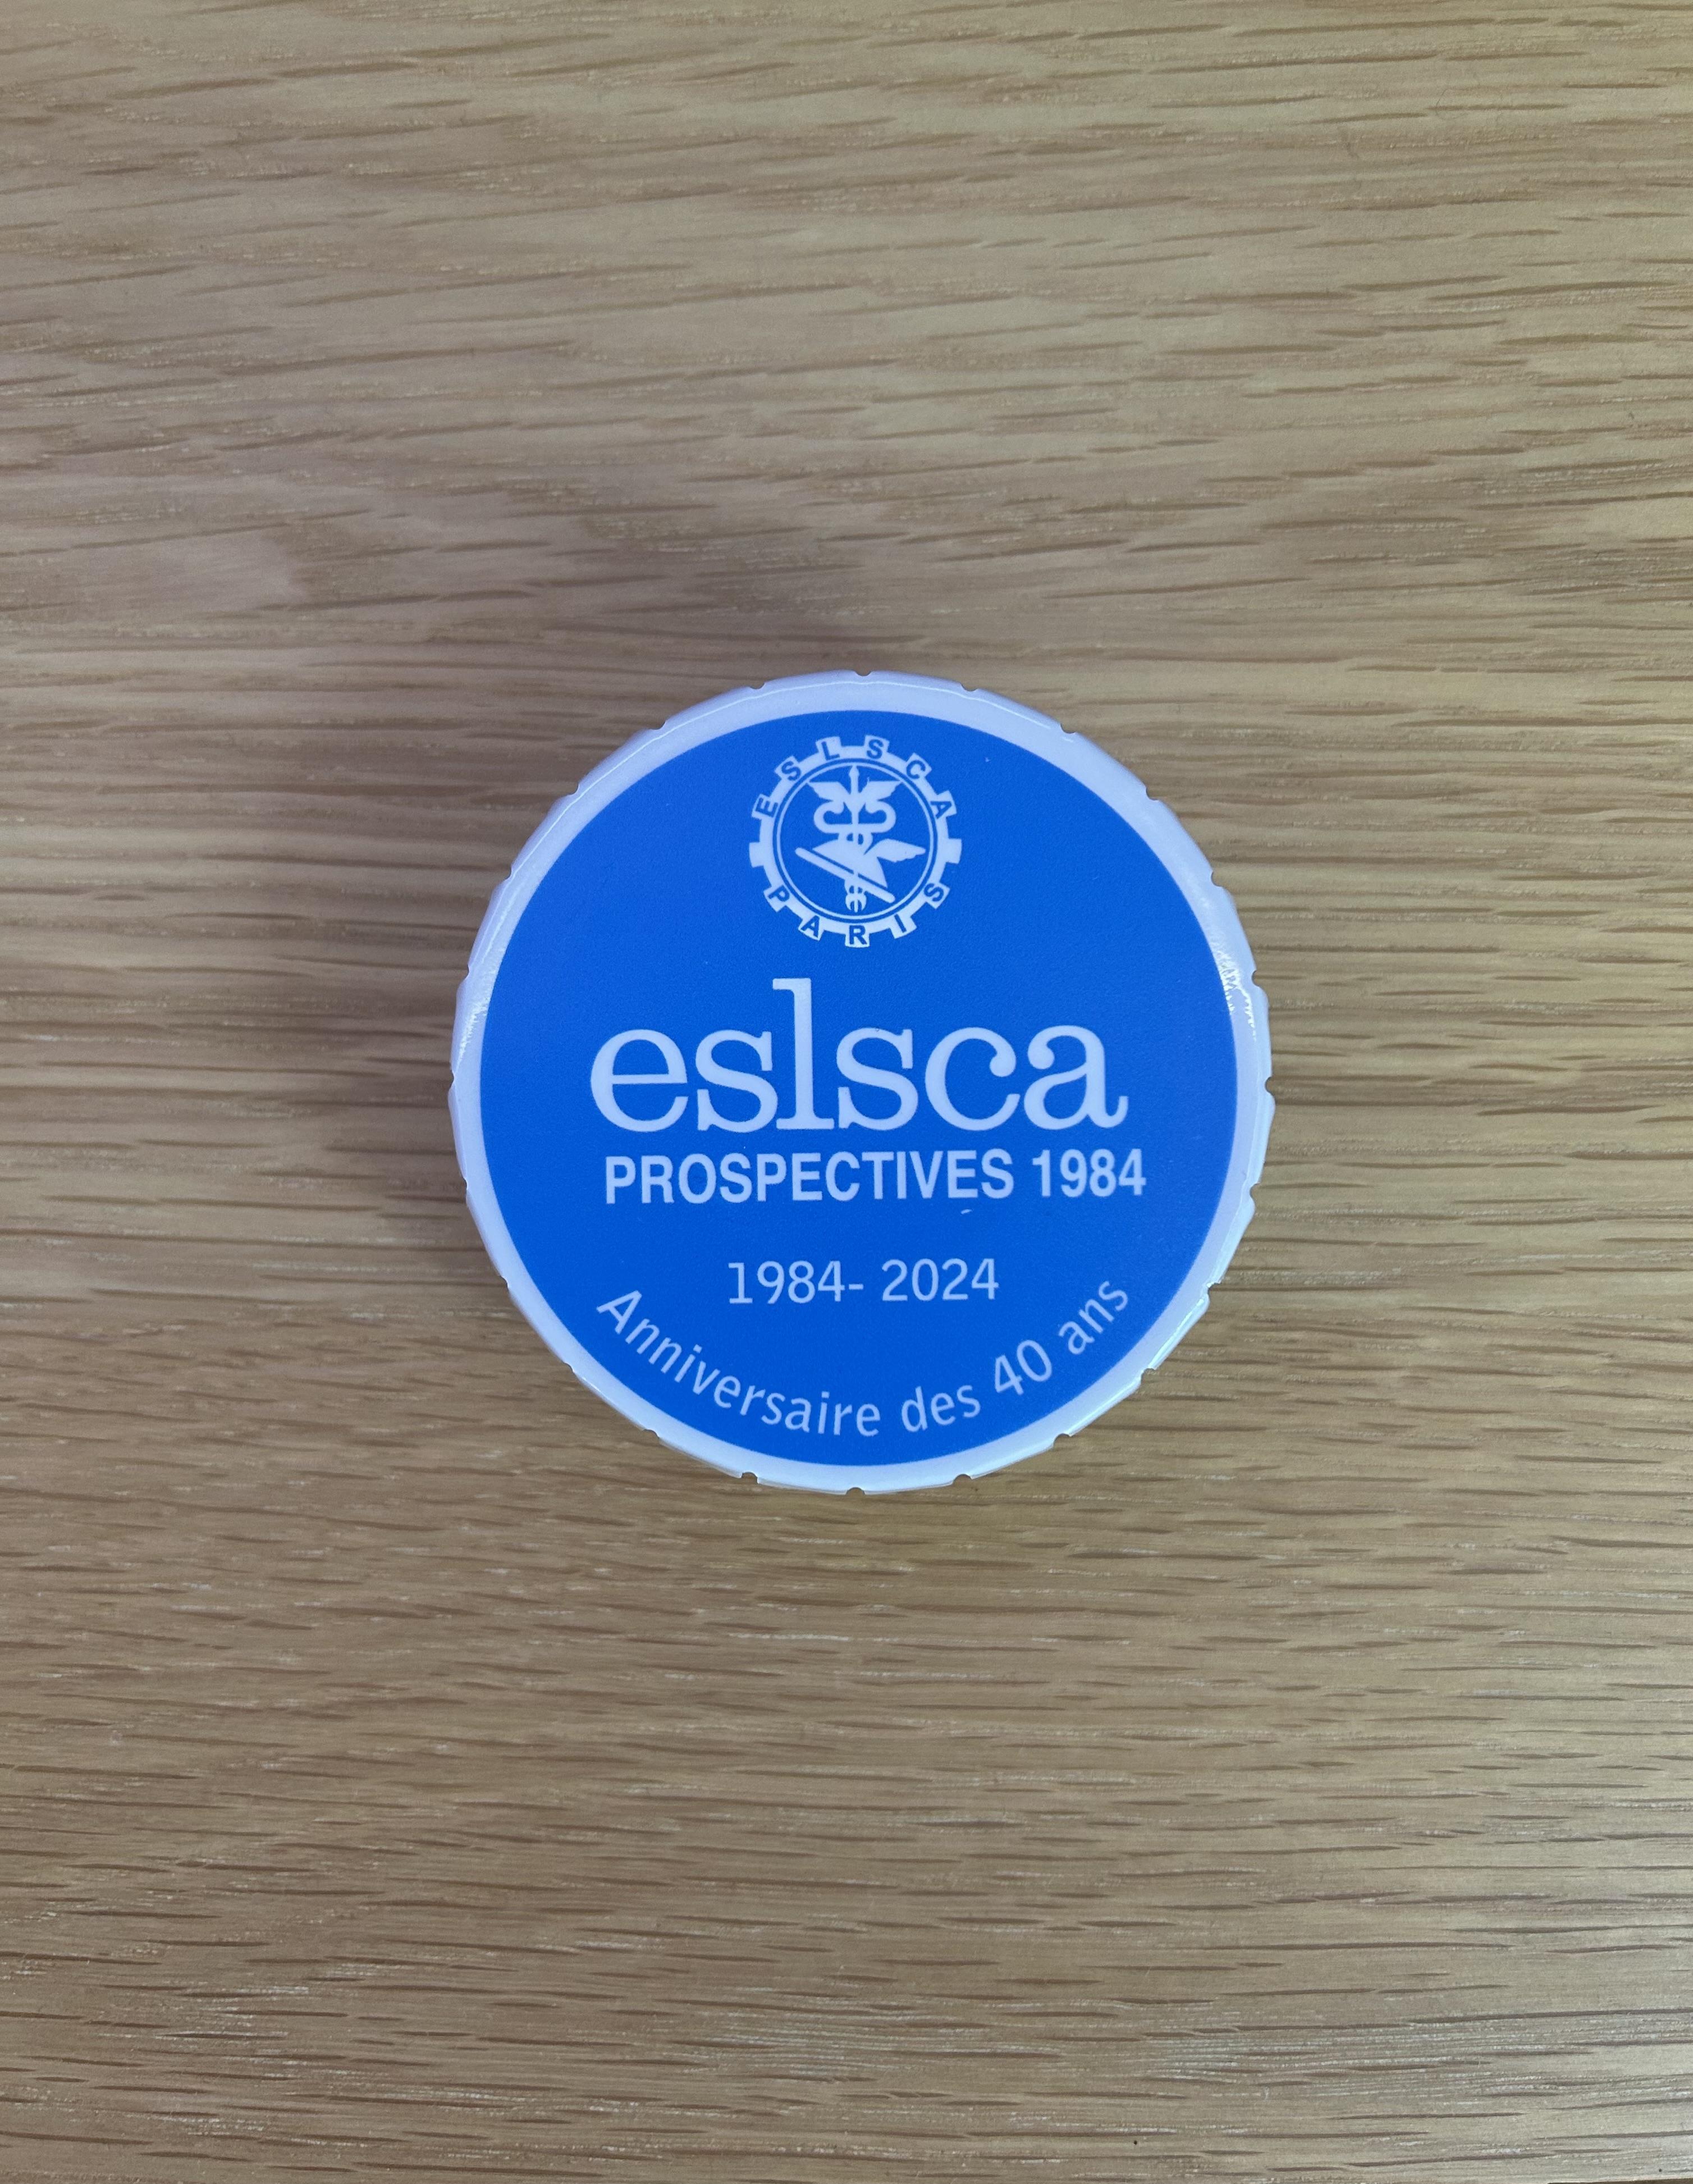 ESLSCA
PARIS
eslsca
PROSPECTIVES 1984
1984- 2024
Anniversaire des 40 ans